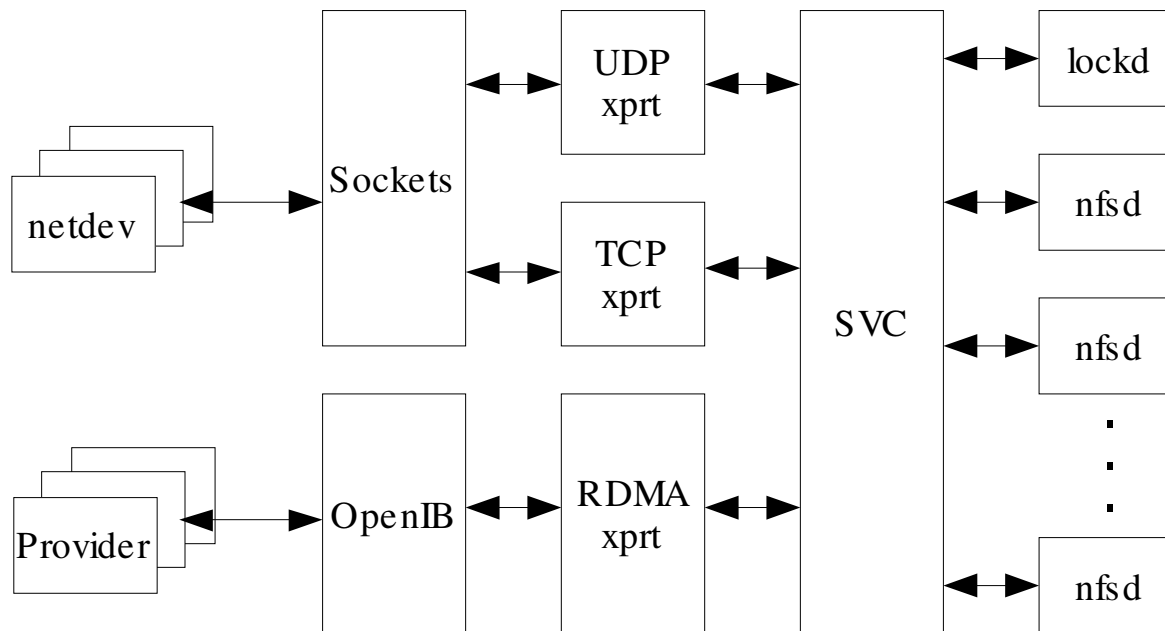 netdev
Sockets
UDP
xprt
TCP
xprt
SVC
lockd
nfsd
nfsd
nfsd
Provider
OpenIB
RDMA
xprt